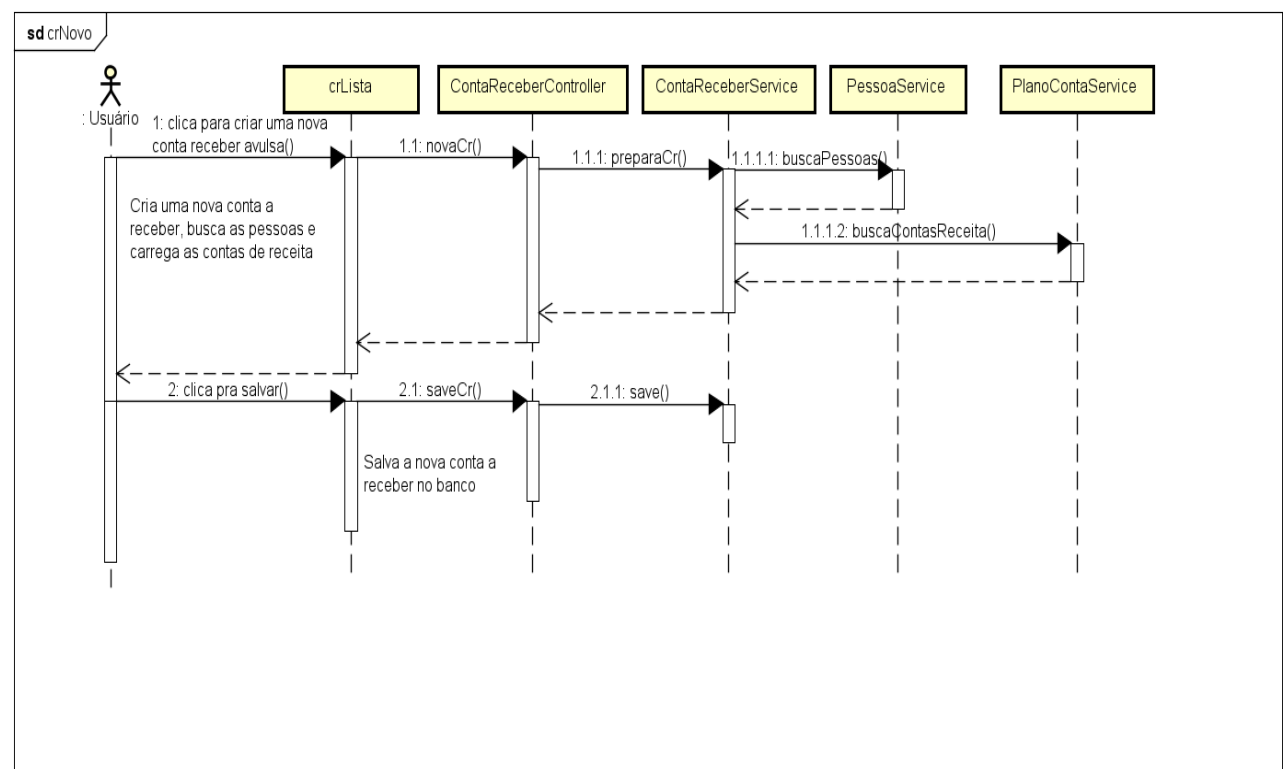 sd crNovo
: Usuário
crLista
ContaReceberController
ContaReceberService
PessoaService
PlanoContaService
1: clica para criar uma nova
conta receber avulsa()
1.1: novaCr()
1.1.1: preparaCr()
1.1.1.1: buscaPessoas()
Cria uma nova conta a
receber, busca as pessoas e
carrega as contas de receita
1.1.1.2: buscaContasReceita()
2: clica pra salvar()
2.1: saveCr()
2.1.1: save()
Salva a nova conta a
receber no banco